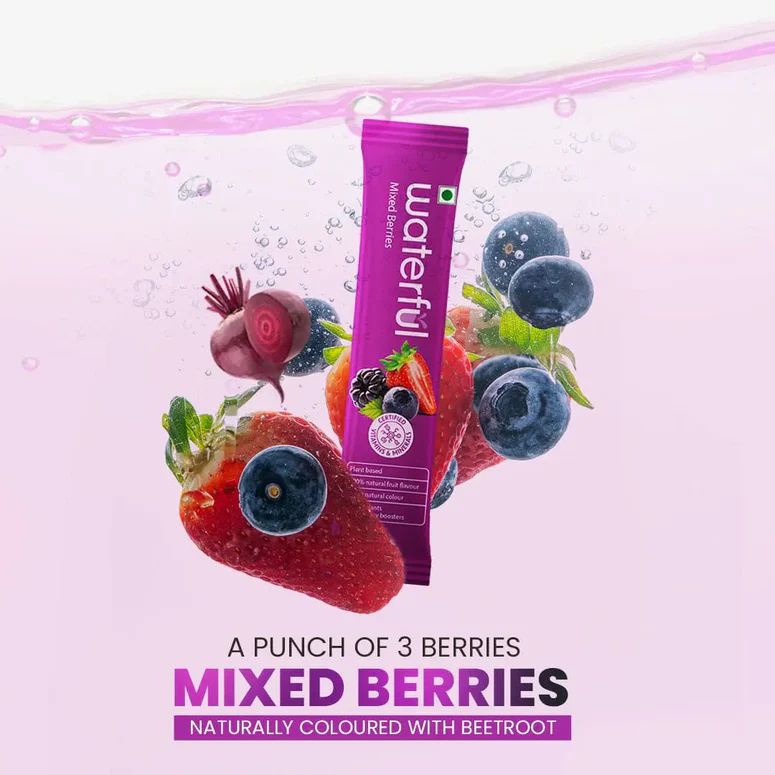 waterful
Mixed Berries
CERTIFIED
VITAMINS & MINERALS
Plant based
% natural fruit flavour
natural colour
boosters
A PUNCH OF 3 BERRIES
MIXED BERRIES
NATURALLY COLOURED WITH BEETROOT